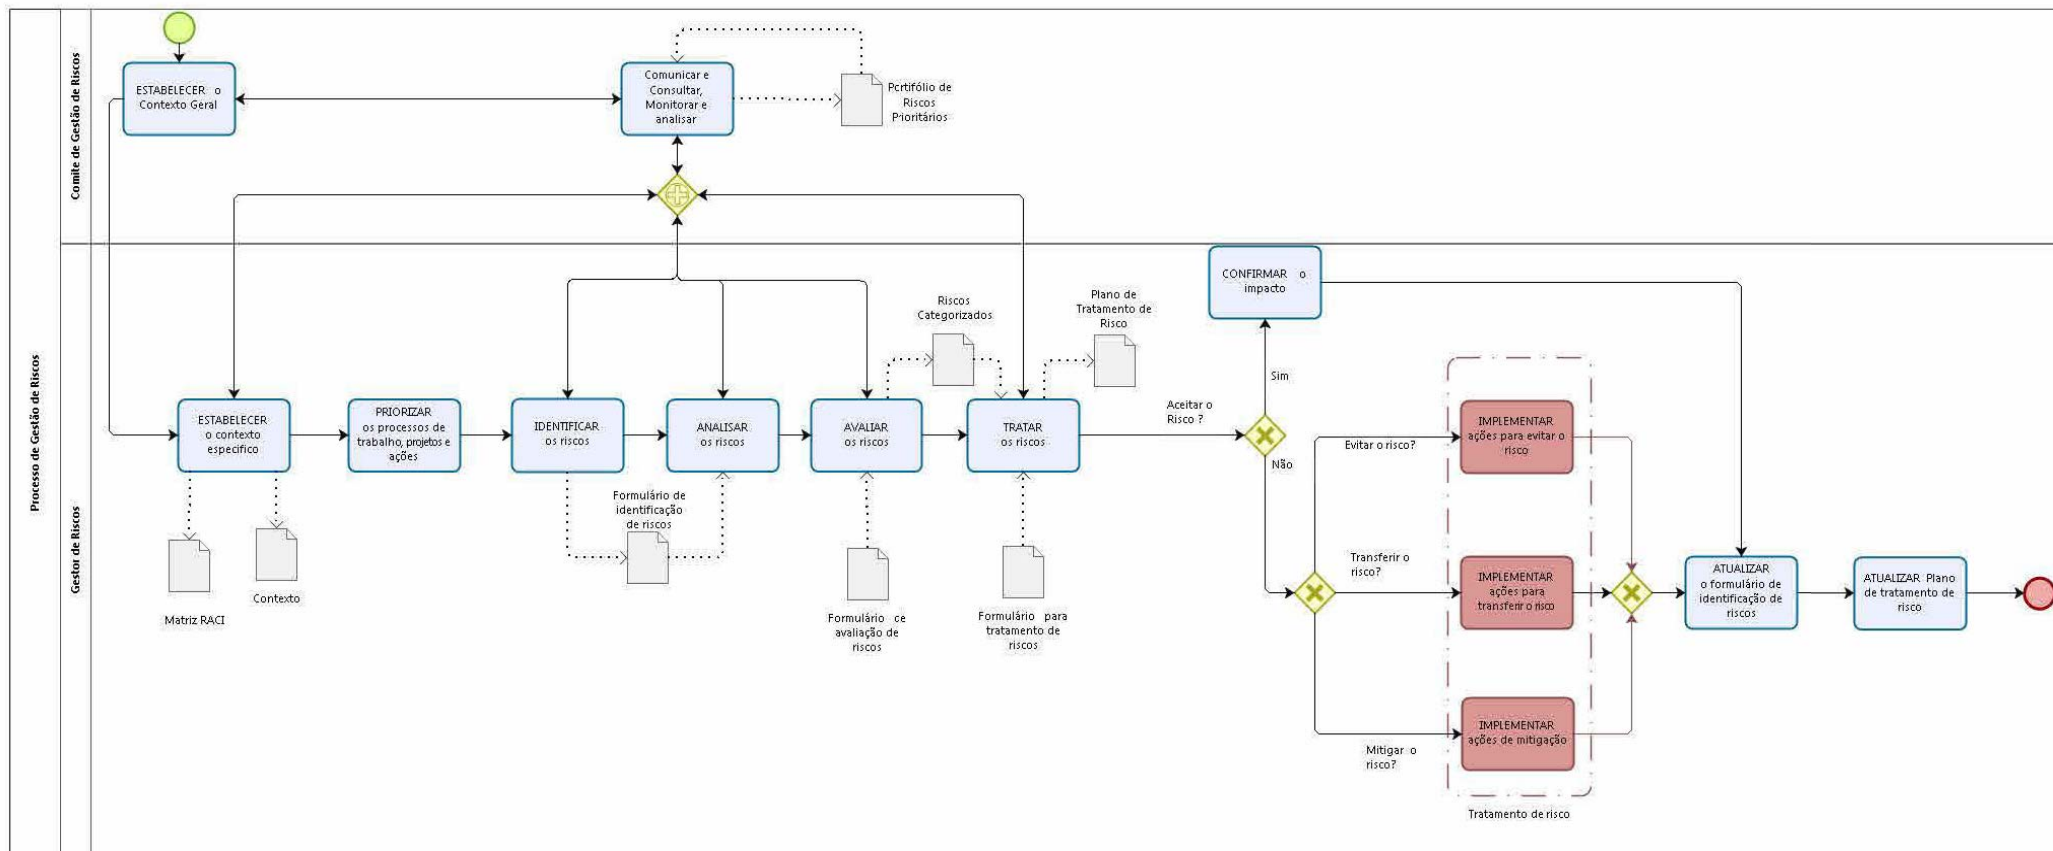 Processo de Gestão de Riscos
Comite de Gestão de Riscos
ESTABELECER o
Contexto Geral
Comunicar e
Consultar,
Monitorar e
analisar
Pcrtifólio de
Riscos
Pioritários
Gestor de Riscos
ESTABELECER
o contexto
especifico
Matriz RACI
Contexto
PRIORIZAR
os processos de
trabalho, projetos e
ações
IDENTIFICAR
os riscos
Formulário de
identificação
de riscos
ANALISAR
os riscos
AVALIAR
os riscos
Formulário ce
avaliação de
riscos
Riscos
Categorizados
TRATAR
os riscos
Formulário para
tratamento de
riscos
Plano de
Tratamento de
Risco
Aceitar o
Risco ?
Sim
Não
CONFIRMAR o
impacto
Evitar o risco?
IMPLEMENTAR
ações para evitar o
risco
Transferir o
risco?
IMPLEMENTAR
ações para
transferir o risco
Mitigar o
risco?
IMPLEMENTAR
ações de mitigação
Tratamento de risco
ATUALIZAR
o formulário de
identificação de
riscos
ATUALIZAR Plano
de tratamento de
risco